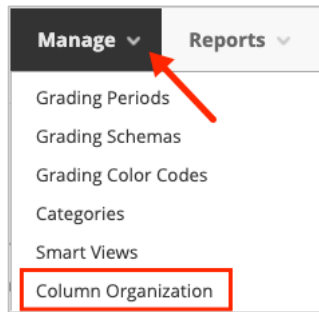 Manage Reports
Grading Periods
Grading Schemas
Grading Color Codes
Categories
Smart Views
Column Organization